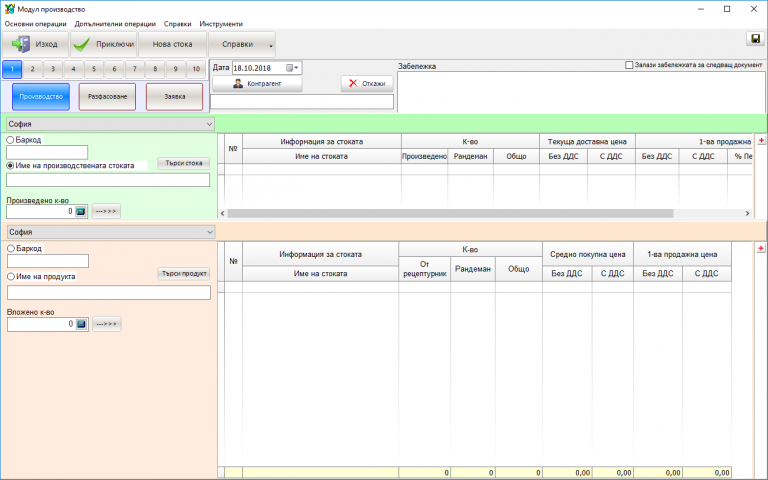 Модул производство
Основни операции Допълнителни операции Справки Инструменти
Изход Приключи Нова стока Справки
1 2 3 4 5 6 7 8 9 10
Дата 18.10.2018
Забележка
Запази забележката за следващ документ
Контрагент Откажи
Производство Разфасоване Заявка
София
Баркод
Име на производствената стоката Търси стока
Произведено к-во
0 --->>>
№ Информация за стоката К-во Текуща доставна цена 1-ва продажна
Име на стоката Произведено Рандеман Общо Без ДДС С ДДС Без ДДС С ДДС % Пе
София
Баркод
Име на продукта Търси продукт
Вложено к-во
0 --->>>
№ Информация за стоката К-во Средно покупна цена 1-ва продажна цена
Име на стоката От рецептурник Рандеман Общо Без ДДС С ДДС Без ДДС С ДДС
0 0 0 0,00 0,00 0,00 0,00